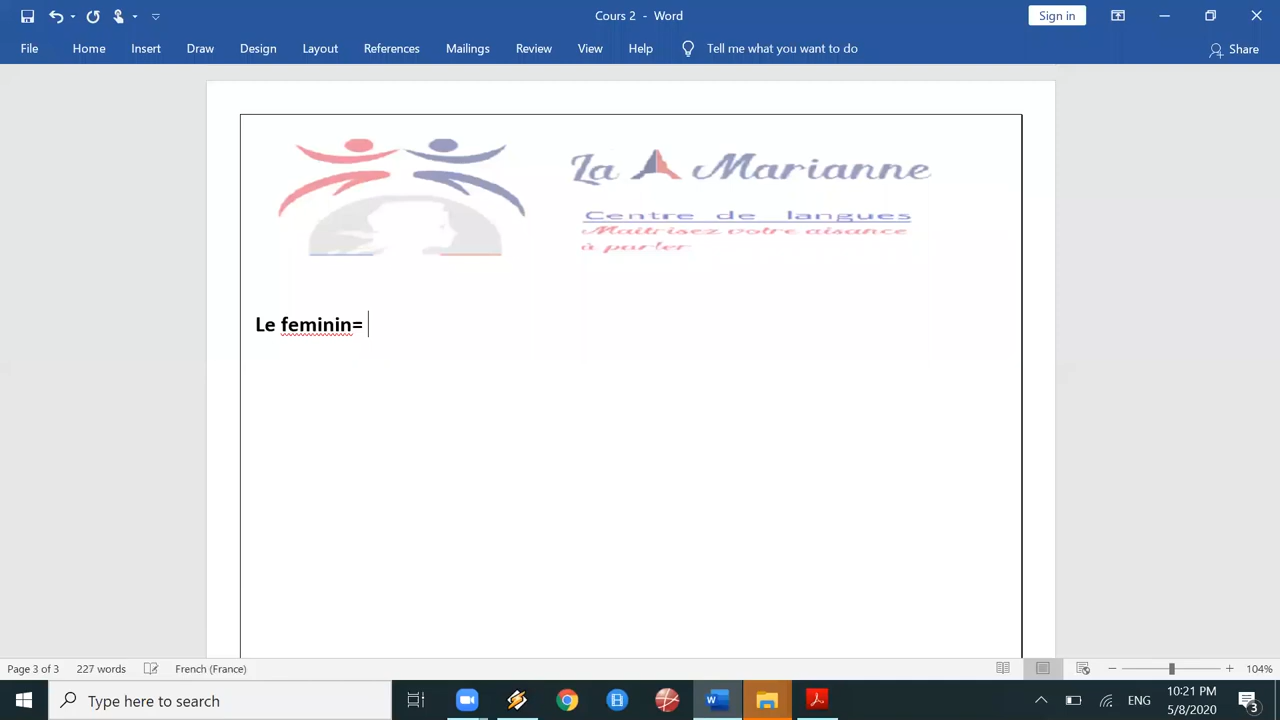 Cours 2 - Word
Sign in
File Home Insert Draw Design Layout References Mailings Review View Help Tell me what you want to do Share
La Marianne
Centre de langues
Maitrisez votre aisance
à parler
Le feminin=
Page 3 of 3 227 words French (France) 104%
Type here to search
ENG
10:21 PM
5/8/2020
3